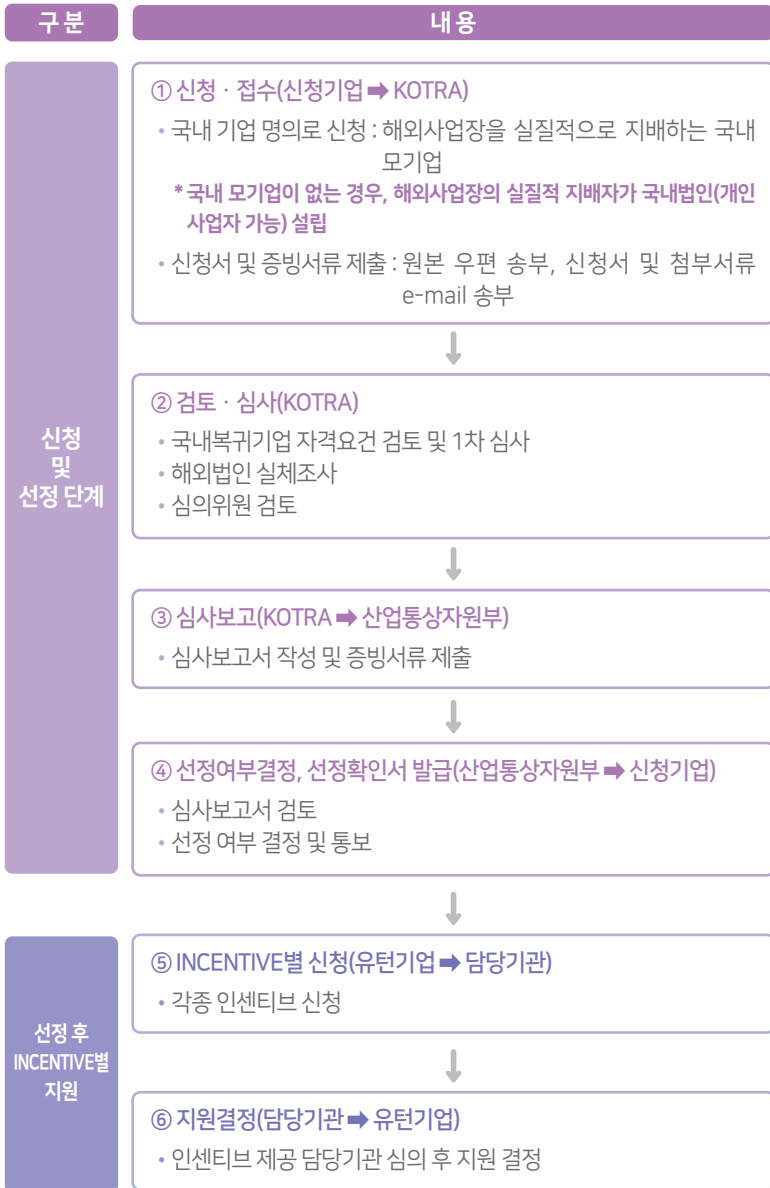 구 분
내 용
신청
및
선정 단계
① 신청 · 접수(신청기업 ➡ KOTRA)
• 국내 기업 명의로 신청 : 해외사업장을 실질적으로 지배하는 국내
모기업
* 국내 모기업이 없는 경우, 해외사업장의 실질적 지배자가 국내법인(개인
사업자 가능) 설립
• 신청서 및 증빙서류 제출 : 원본 우편 송부, 신청서 및 첨부서류
e-mail 송부
② 검토 · 심사(KOTRA)
• 국내복귀기업 자격요건 검토 및 1차 심사
• 해외법인 실체조사
• 심의위원 검토
③ 심사보고(KOTRA ➡ 산업통상자원부)
• 심사보고서 작성 및 증빙서류 제출
④ 선정여부결정, 선정확인서 발급(산업통상자원부 ➡ 신청기업)
• 심사보고서 검토
• 선정 여부 결정 및 통보
선정 후
INCENTIVE별
지원
⑤ INCENTIVE별 신청(유턴기업 ➡ 담당기관)
• 각종 인센티브 신청
⑥ 지원결정(담당기관 ➡ 유턴기업)
• 인센티브 제공 담당기관 심의 후 지원 결정